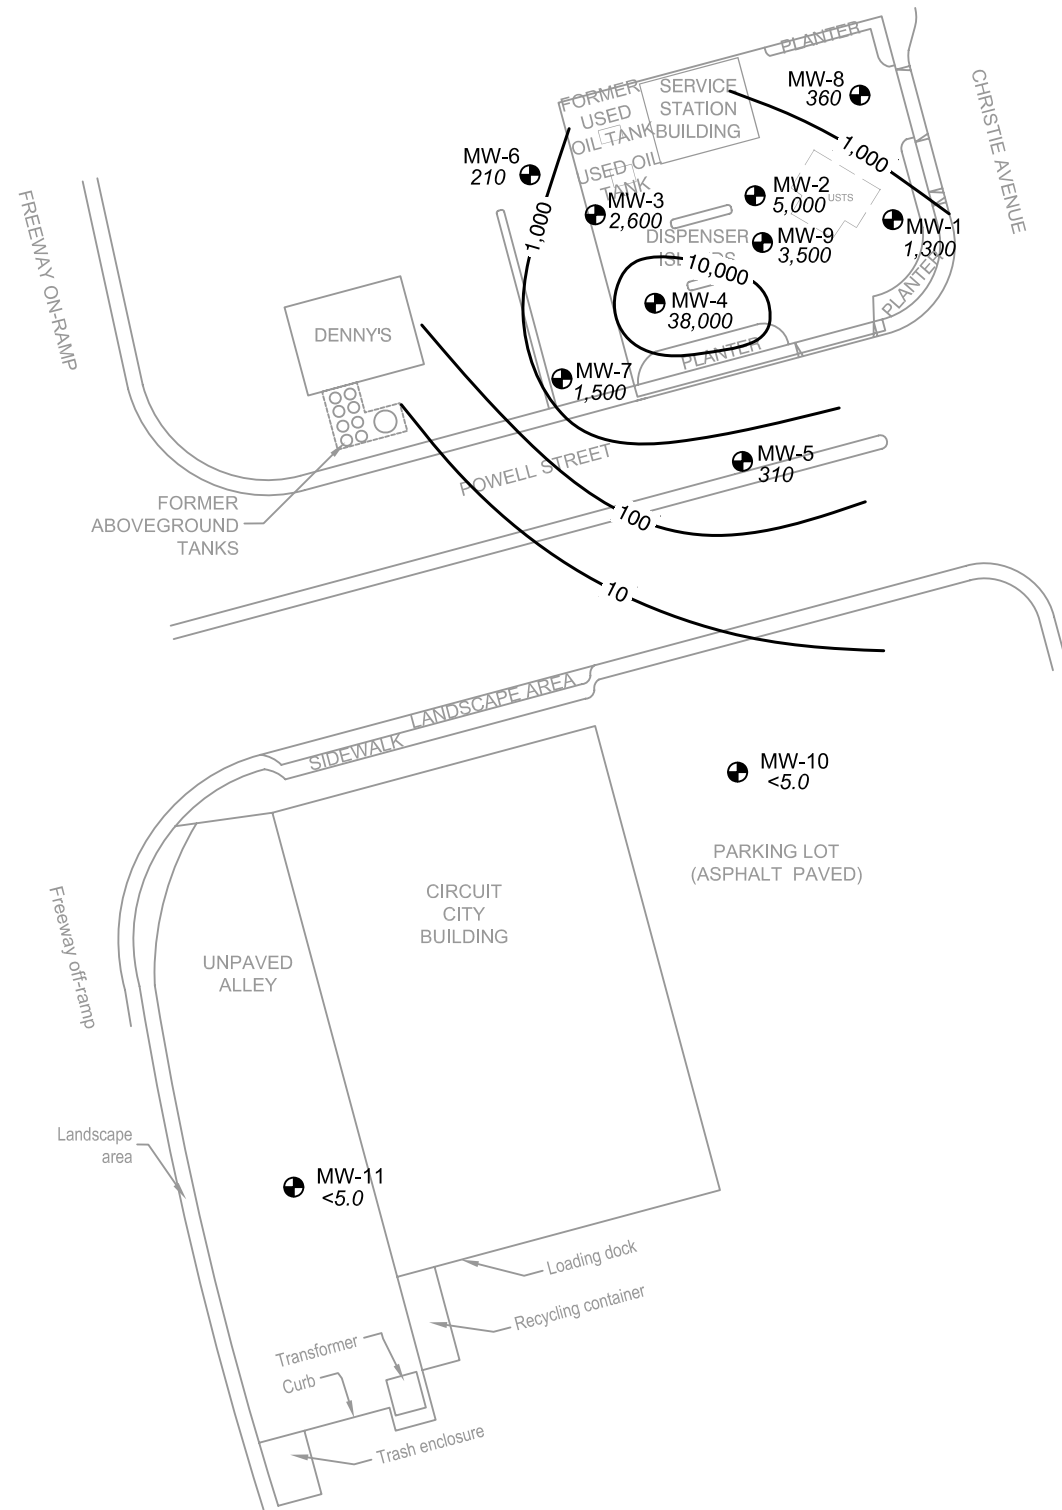 PLANTER
MW-8
360
CHRISTIE AVENUE
FORMER
USED
OIL TANK
SERVICE
STATION
BUILDING
1,000
MW-6
210
USED OIL
TANK
MW-2
5,000
USTS
MW-3
2,600
1,000
MW-1
1,300
DISPENSER
ISLANDS
MW-9
3,500
FREEWAY ON-RAMP
10,000
MW-4
38,000
PLANTER
DENNY'S
PLANTER
MW-7
1,500
POWELL STREET
MW-5
310
FORMER
ABOVEGROUND
TANKS
100
10
LANDSCAPE AREA
SIDEWALK
MW-10
<5.0
PARKING LOT
(ASPHALT PAVED)
CIRCUIT
CITY
BUILDING
Freeway off-ramp
UNPAVED
ALLEY
Landscape
area
MW-11
<5.0
Loading dock
Recycling container
Transformer
Curb
Trash enclosure